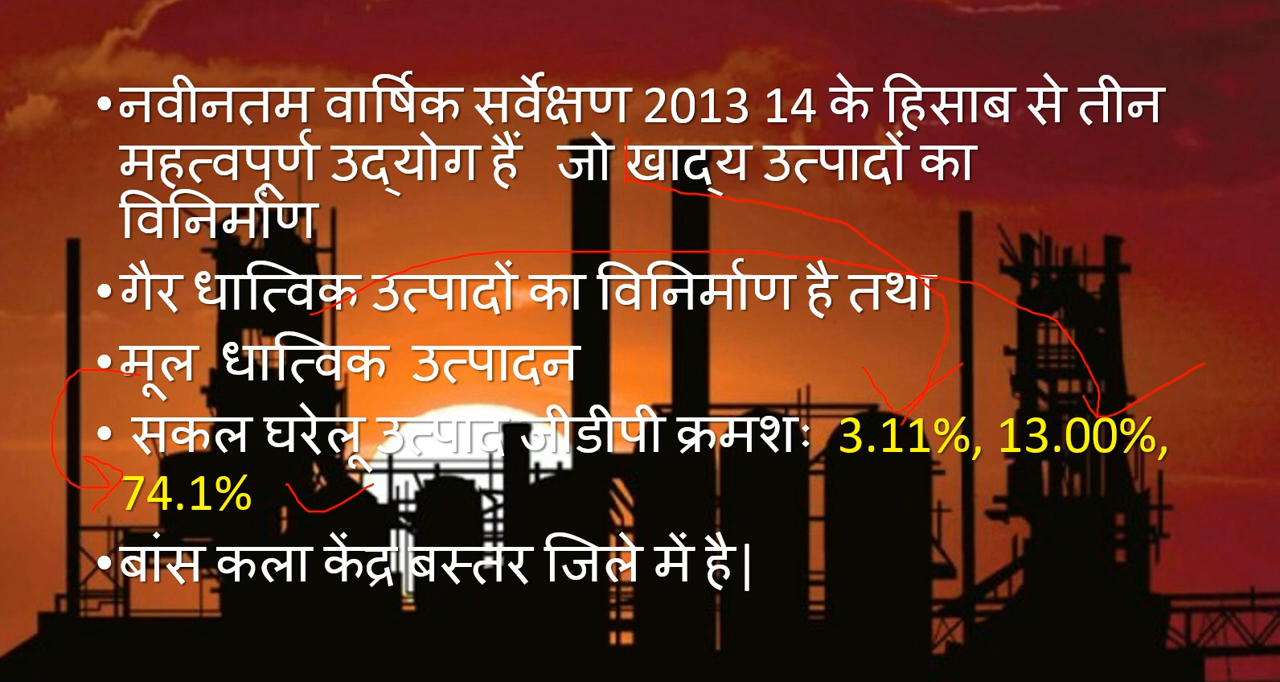 •नवीनतम वार्षिक सर्वेक्षण 2013 14 के हिसाब से तीन
महत्वपूर्ण उद्योग हैं जो खाद्य उत्पादों का
विनिर्माण
•गैर धात्विक उत्पादों का विनिर्माण है तथा
•मूल धात्विक उत्पादन
• सकल घरेलू उत्पाद जीडीपी क्रमशः 3.11%, 13.00%,
74.1%
•बांस कला केंद्र बस्तर जिले में है|